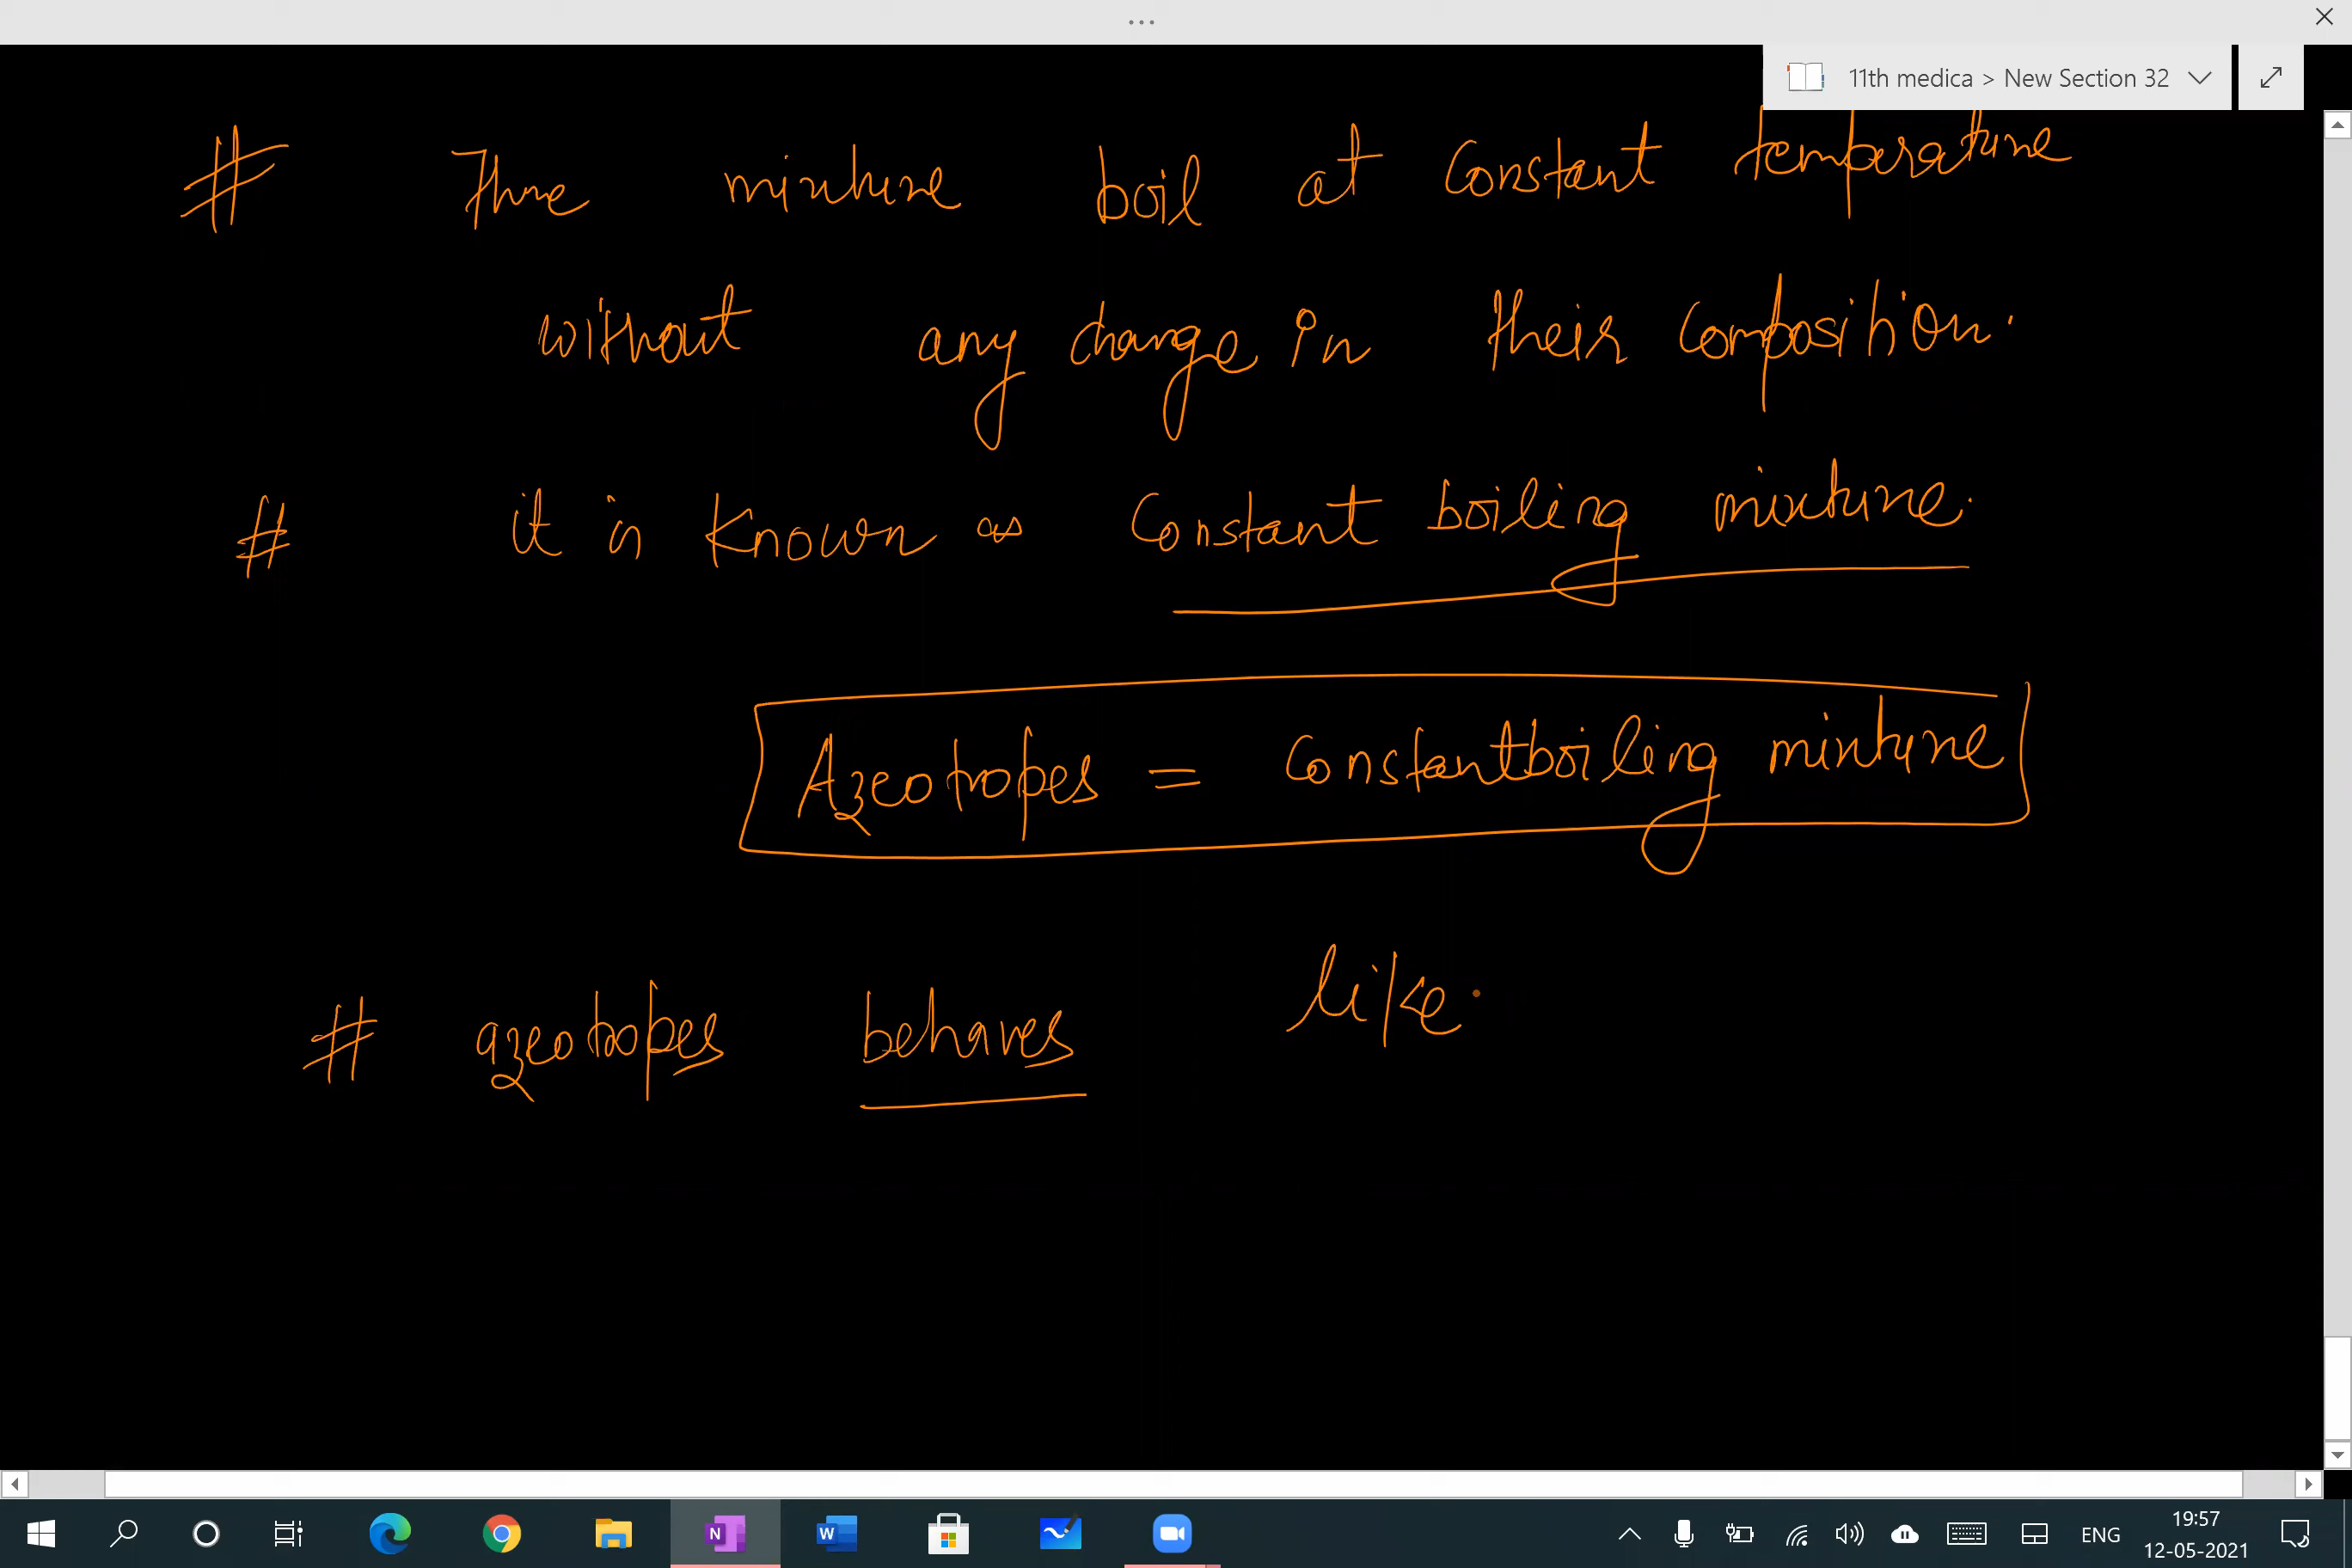 11th medica > New Section 32
# These mixture boil at constant temperature
without any change in their composition.
# it is known as constant boiling mixture.
Azeotropes = constantboiling mixture
# azeotropes behaves like
ENG
19:57
12-05-2021